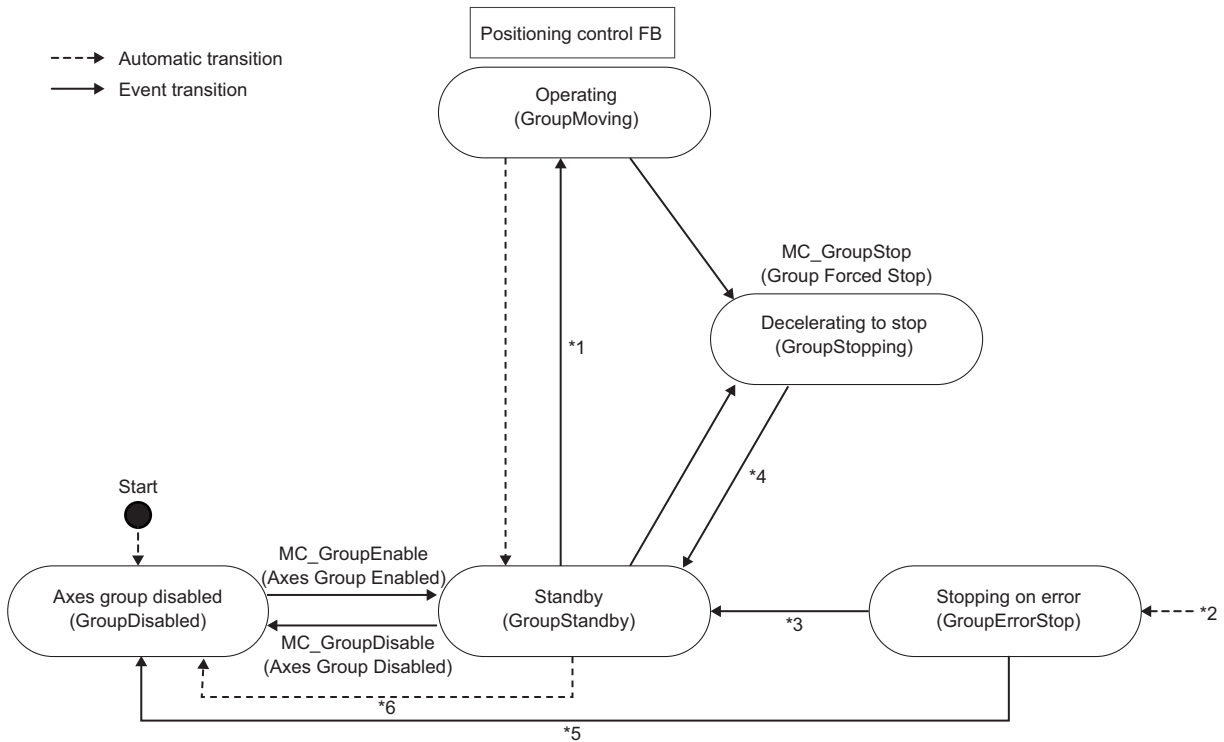 Positioning control FB
Automatic transition
Event transition
Operating
(GroupMoving)
MC_GroupStop
(Group Forced Stop)
Decelerating to stop
(GroupStopping)
*1
*4
Start
MC_GroupEnable
(Axes Group Enabled)
Axes group disabled
(GroupDisabled)
Standby
(GroupStandby)
Stopping on error
(GroupErrorStop)
*2
*3
MC_GroupDisable
(Axes Group Disabled)
*6
*5